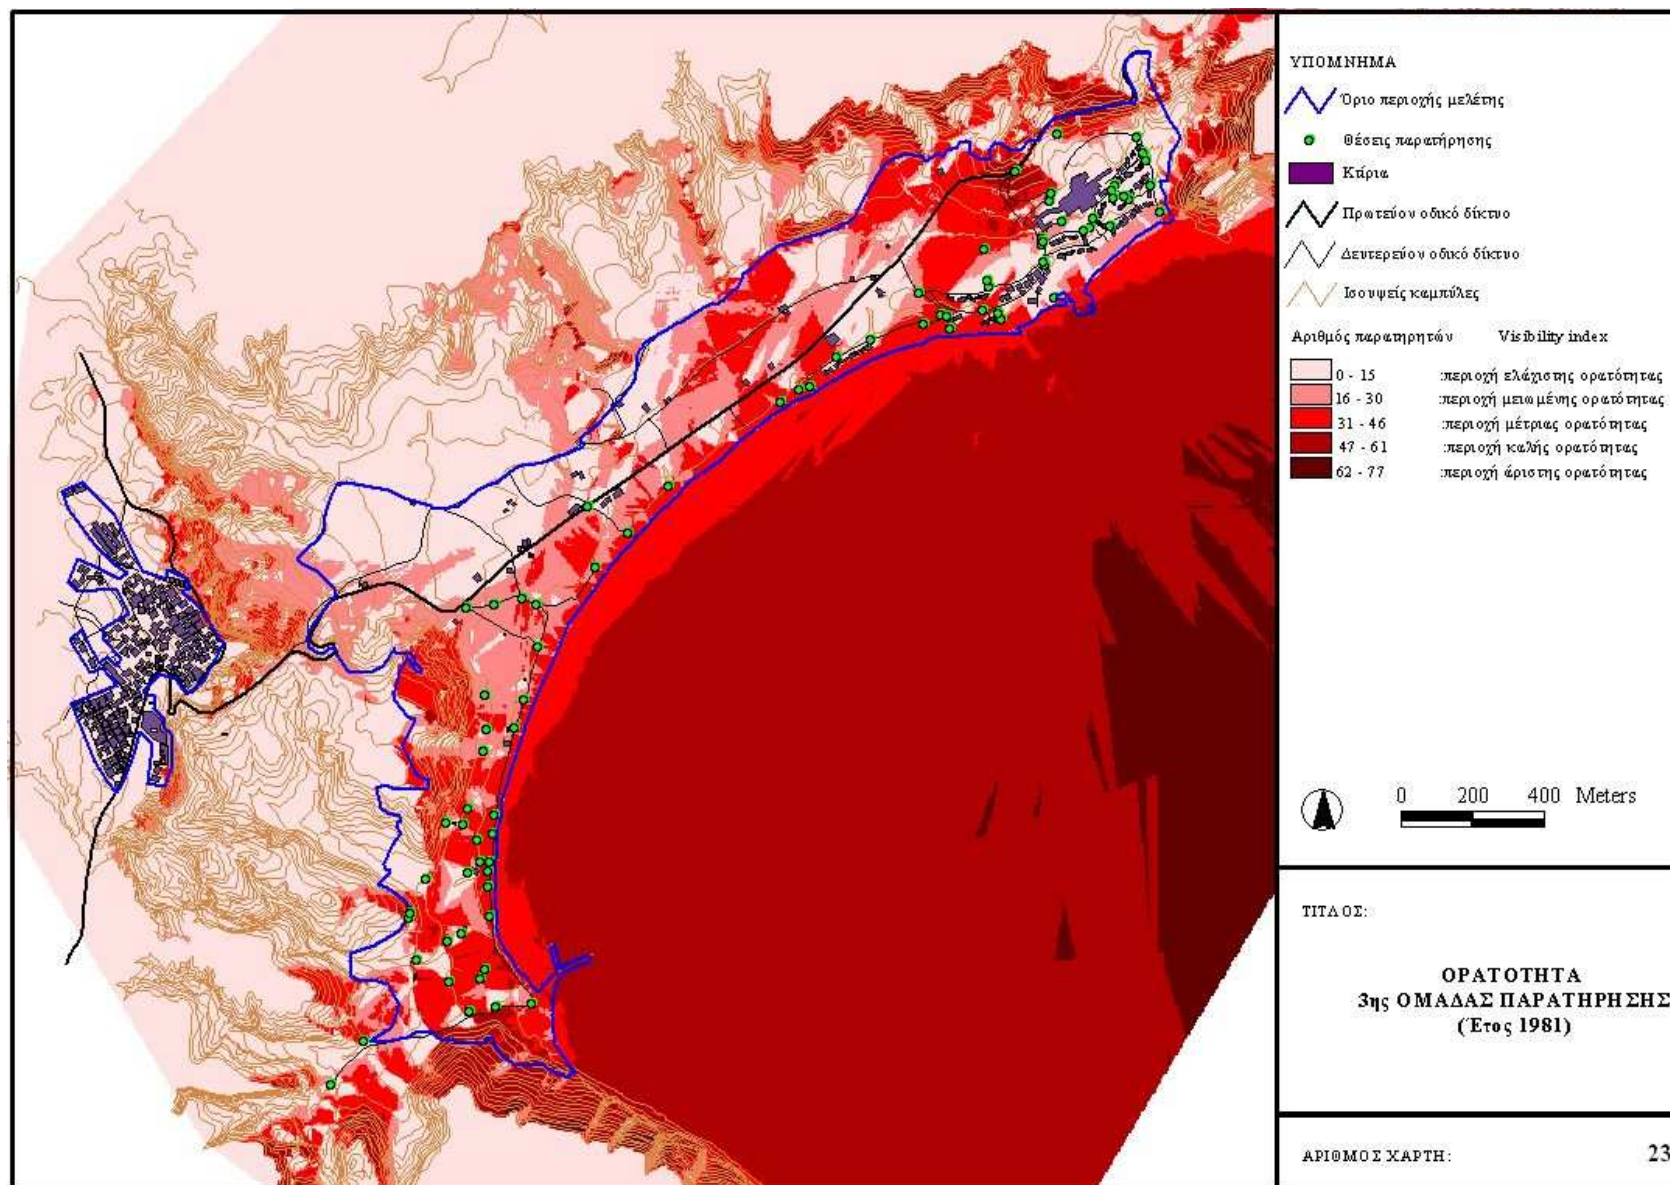 ΥΠΟΜΝΗΜΑ
Όριο περιοχής μελέτης
Θέσεις παρατήρησης
Κτίρια
Πρωτεύον οδικό δίκτυο
Δευτερεύον οδικό δίκτυο
Ισουψείς καμπύλες
Αριθμός παρατηρητών Visibility index
0 - 15 :περιοχή ελάχιστης ορατότητας
16 - 30 :περιοχή μειωμένης ορατότητας
31 - 46 :περιοχή μέτριας ορατότητας
47 - 61 :περιοχή καλής ορατότητας
62 - 77 :περιοχή άριστης ορατότητας
0 200 400 Meters
ΤΙΤΛΟΣ:
ΟΡΑΤΟΤΗΤΑ
3ης ΟΜΑΔΑΣ ΠΑΡΑΤΗΡΗΣΗΣ
(Έτος 1981)
ΑΡΙΘΜΟΣ ΧΑΡΤΗ: 23